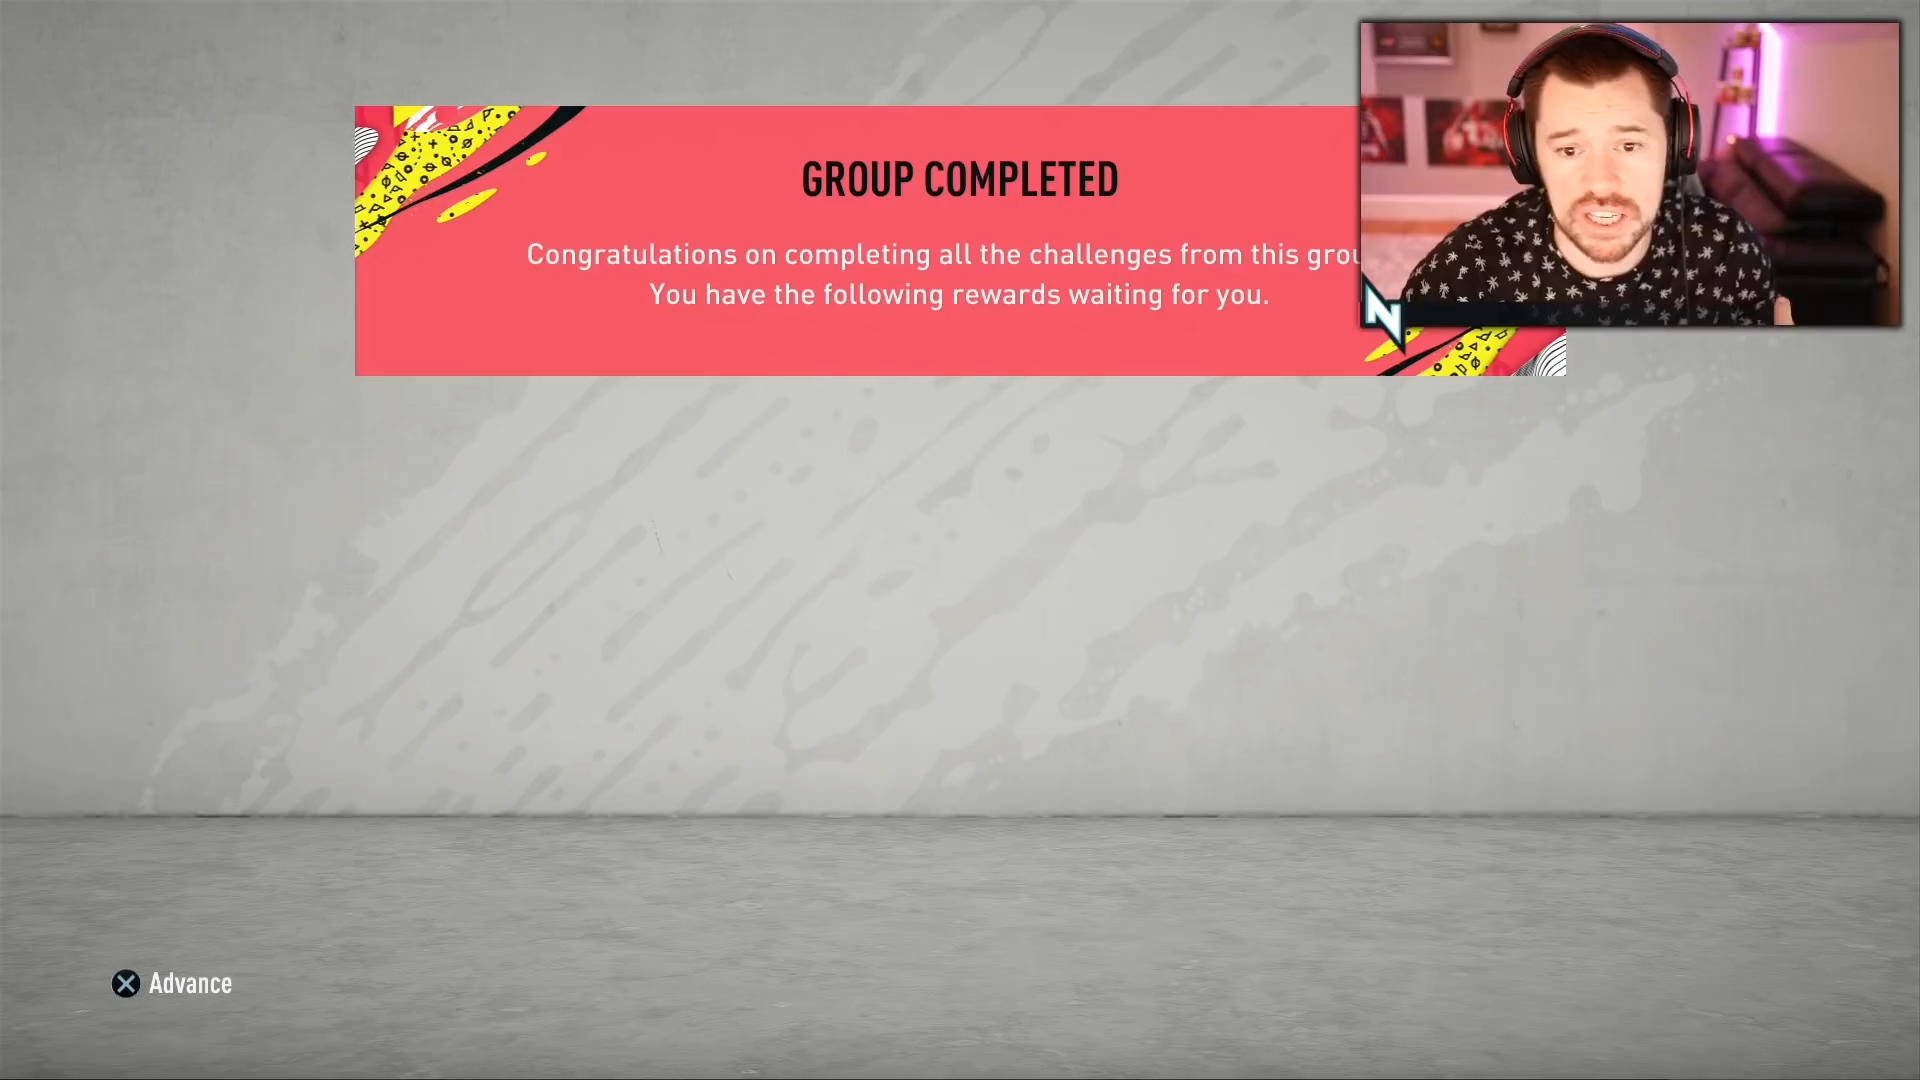 GROUP COMPLETED
Congratulations on completing all the challenges from this grou
You have the following rewards waiting for you.
N
Advance